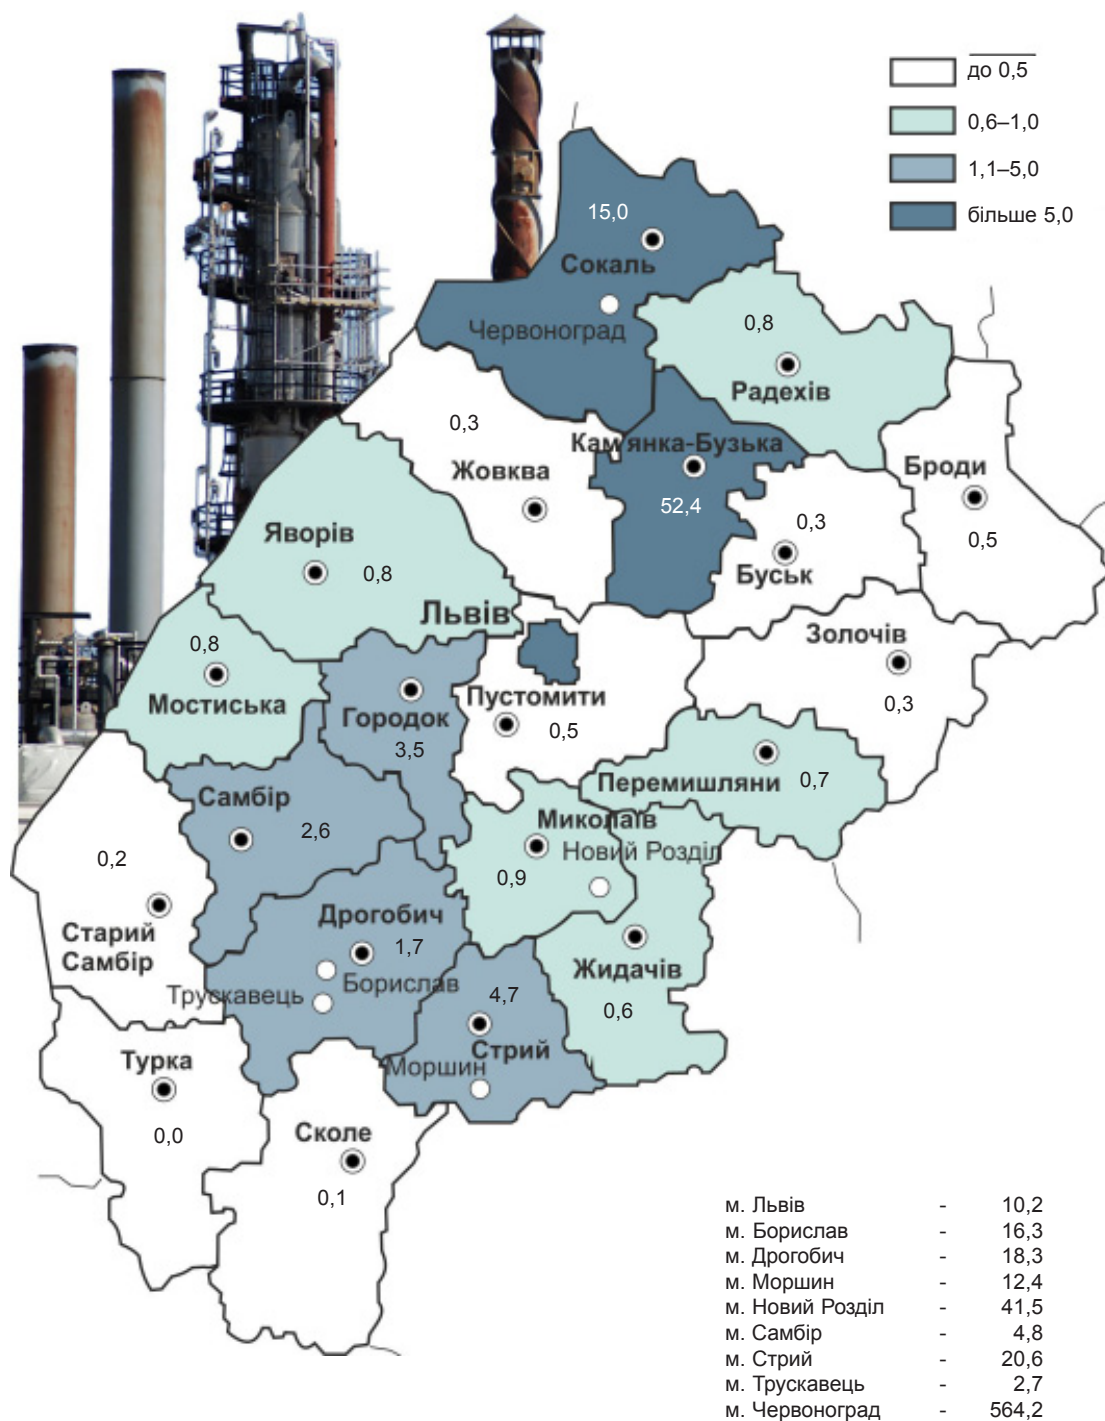 до 0,5
0,6–1,0
1,1–5,0
більше 5,0
15,0
Сокаль
Червоноград
0,8
Радехів
0,3
Жовква
Кам'янка-Бузька
52,4
Броди
0,5
0,3
Буськ
Яворів
0,8
Львів
Золочів
0,3
0,8
Мостиська
Городок
3,5
Пустомити
0,5
Перемишляни
0,7
Самбір
2,6
Миколаїв
Новий Розділ
0,9
0,2
Старий
Самбір
Дрогобич
1,7
Борислав
Трускавець
4,7
Стрий
Моршин
Жидачів
0,6
Турка
0,0
Сколе
0,1
м. Львів - 10,2
м. Борислав - 16,3
м. Дрогобич - 18,3
м. Моршин - 12,4
м. Новий Розділ - 41,5
м. Самбір - 4,8
м. Стрий - 20,6
м. Трускавець - 2,7
м. Червоноград - 564,2